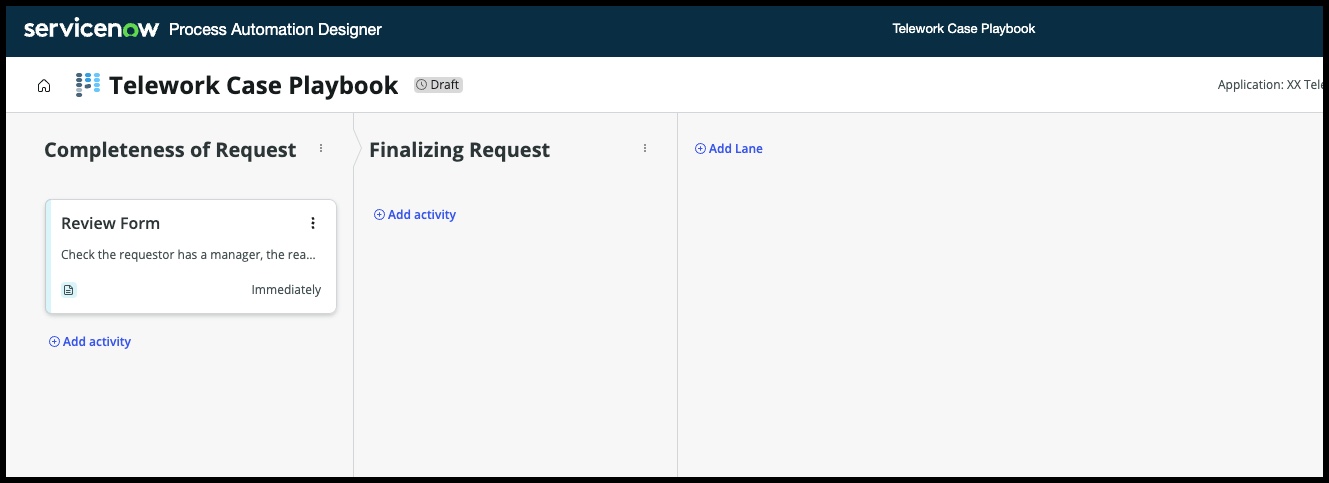 servicenow Process Automation Designer
Telework Case Playbook
Telework Case Playbook
Draft
Application: XX Tele
Completeness of Request
Finalizing Request
Add Lane
Review Form
Check the requestor has a manager, the rea...
Immediately
Add activity
Add activity